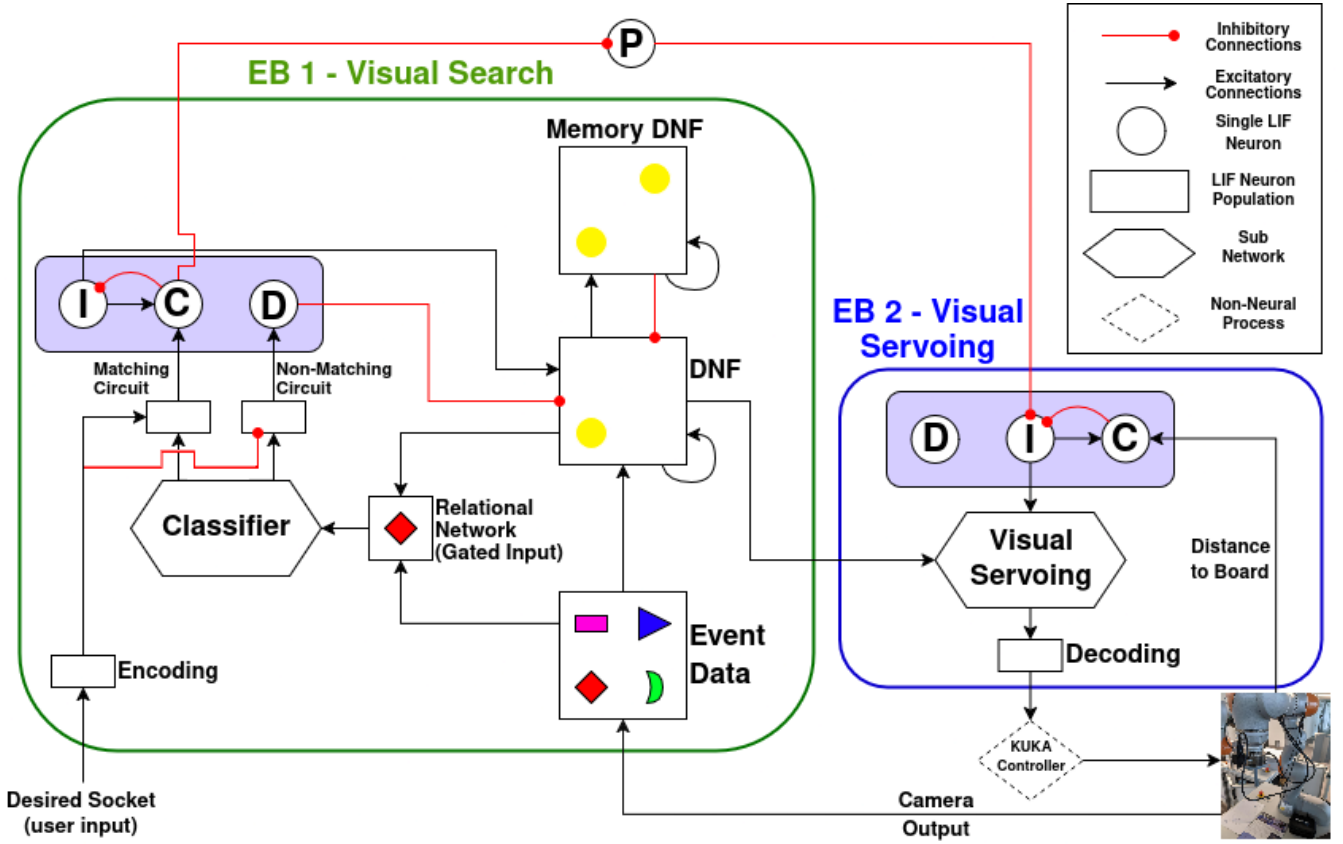 P
EB 1 - Visual Search
Inhibitory
Connections
Excitatory
Connections
Single LIF
Neuron
LIF Neuron
Population
Sub
Network
Non-Neural
Process
Memory DNF
I
C
D
Matching
Circuit
Non-Matching
Circuit
DNF
Classifier
Relational
Network
(Gated Input)
Event
Data
Encoding
Desired Socket
(user input)
EB 2 - Visual
Servoing
D
I
C
Visual
Servoing
Distance
to Board
Decoding
KUKA
Controller
Camera
Output